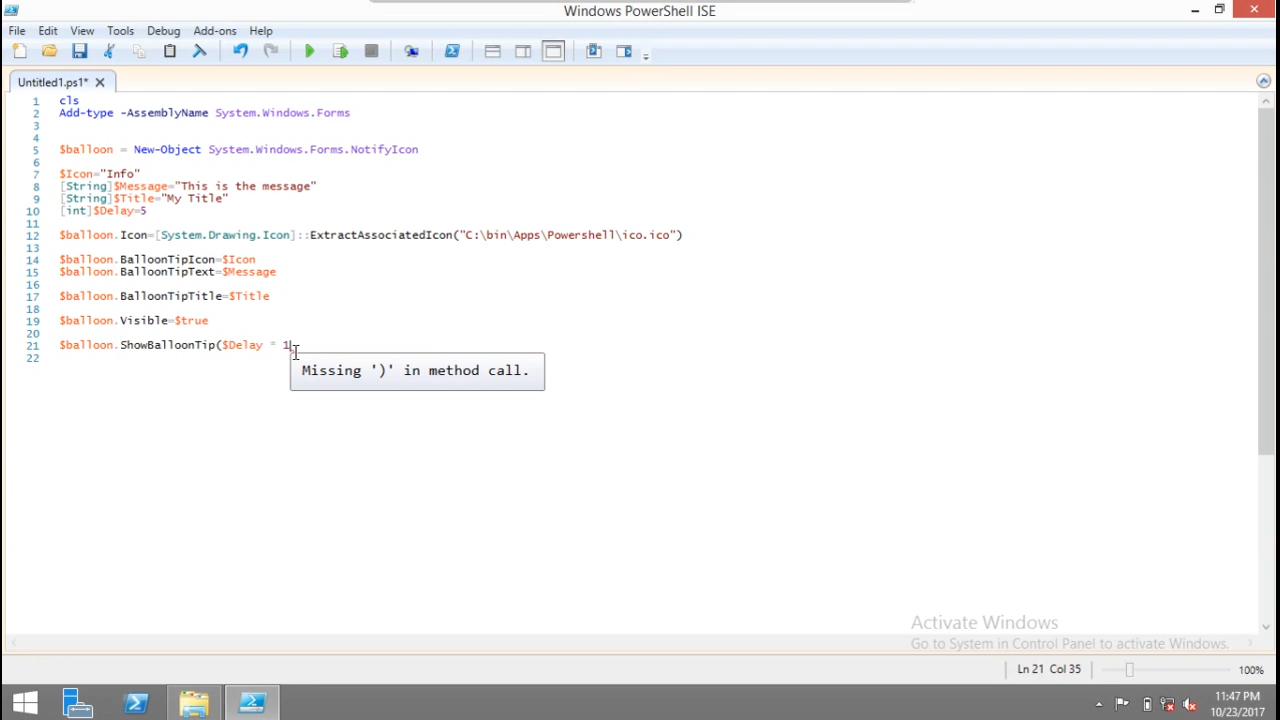 Windows PowerShell ISE
File Edit View Tools Debug Add-ons Help
Untitled1.ps1*
1 cls
2 Add-type -AssemblyName System.Windows.Forms
3
4
5 $balloon = New-Object System.Windows.Forms.NotifyIcon
6
7 $Icon="Info"
8 [String]$Message="This is the message"
9 [String]$Title="My Title"
10 [int]$Delay=5
11
12 $balloon.Icon=[System.Drawing.Icon]::ExtractAssociatedIcon("C:\bin\Apps\Powershell\ico.ico")
13
14 $balloon.BalloonTipIcon=$Icon
15 $balloon.BalloonTipText=$Message
16
17 $balloon.BalloonTipTitle=$Title
18
19 $balloon.Visible=$true
20
21 $balloon.ShowBalloonTip($Delay * 1
22
Missing ')' in method call.
Activate Windows
Go to System in Control Panel to activate Windows.
Ln 21 Col 35 100%
11:47 PM
10/23/2017